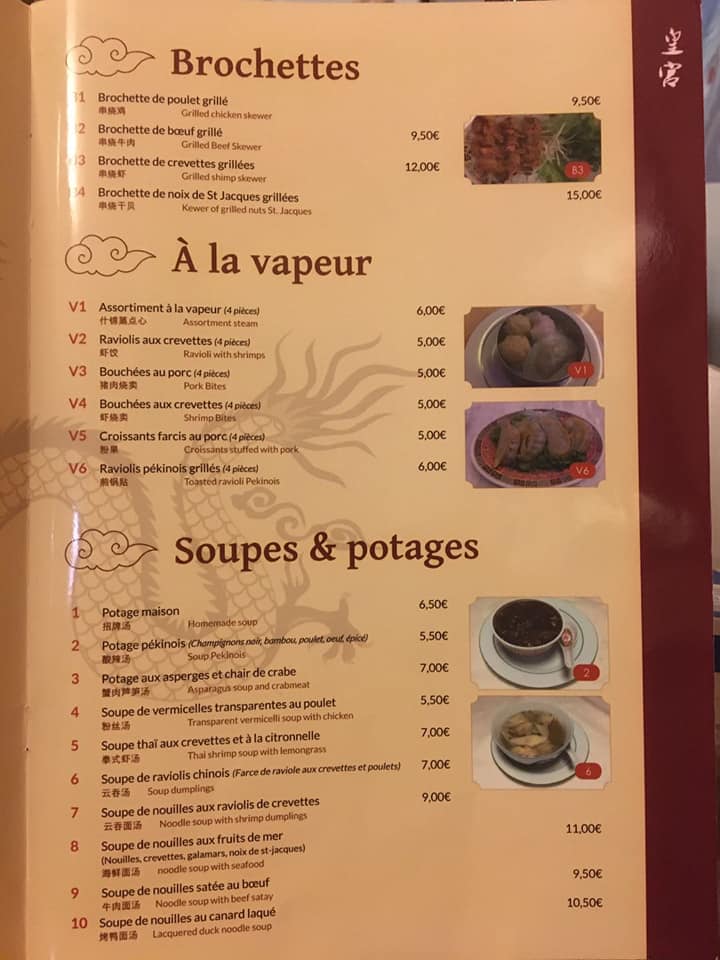 皇宫
Brochettes
B1 Brochette de poulet grillé 9,50€
串烧鸡 Grilled chicken skewer
B2 Brochette de bœuf grillé 9,50€
串烧牛肉 Grilled Beef Skewer
B3 Brochette de crevettes grillées 12,00€
串烧虾 Grilled shimp skewer
B3
B4 Brochette de noix de St Jacques grillées 15,00€
串烧干贝 Kewer of grilled nuts St. Jacques
À la vapeur
V1 Assortiment à la vapeur (4 pièces) 6,00€
什锦蒸点心 Assortment steam
V2 Raviolis aux crevettes (4 pièces) 5,00€
虾饺 Ravioli with shrimps
V3 Bouchées au porc (4 pièces) 5,00€
猪肉烧卖 Pork Bites
V1
V4 Bouchées aux crevettes (4 pièces) 5,00€
虾烧卖 Shrimp Bites
V5 Croissants farcis au porc (4 pièces) 5,00€
粉果 Croissants stuffed with pork
V6 Raviolis pékinois grillés (4 pièces) 6,00€
煎锅贴 Toasted ravioli Pekinois
V6
Soupes & potages
1 Potage maison 6,50€
招牌汤 Homemade soup
2 Potage pékinois (Champignons noir, bambou, poulet, oeuf, épicé) 5,50€
酸辣汤 Soup Pekinois
2
3 Potage aux asperges et chair de crabe 7,00€
蟹肉芦笋汤 Asparagus soup and crabmeat
4 Soupe de vermicelles transparentes au poulet 5,50€
粉丝汤 Transparent vermicelli soup with chicken
5 Soupe thaï aux crevettes et à la citronnelle 7,00€
泰式虾汤 Thai shrimp soup with lemongrass
6 Soupe de raviolis chinois (Farce de raviole aux crevettes et poulets) 7,00€
云吞汤 Soup dumplings
6
7 Soupe de nouilles aux raviolis de crevettes 9,00€
云吞面汤 Noodle soup with shrimp dumplings
8 Soupe de nouilles aux fruits de mer 11,00€
(Nouilles, crevettes, galamars, noix de st-jacques)
海鲜面汤 noodle soup with seafood
9 Soupe de nouilles satée au bœuf 9,50€
牛肉面汤 Noodle soup with beef satay
10 Soupe de nouilles au canard laqué 10,50€
烤鸭面汤 Lacquered duck noodle soup